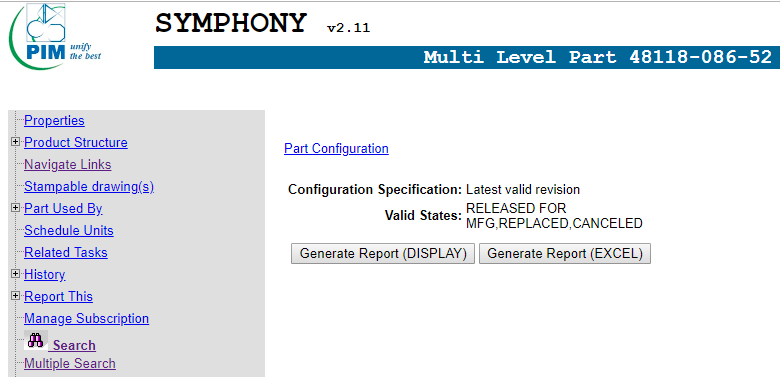 SYMPHONY v2.11
PIM unify
the best
Multi Level Part 48118-086-52
Properties
Product Structure
Navigate Links
Stampable drawing(s)
Part Used By
Schedule Units
Related Tasks
History
Report This
Manage Subscription
Search
Multiple Search
Part Configuration
Configuration Specification: Latest valid revision
Valid States: RELEASED FOR
MFG,REPLACED,CANCELED
Generate Report (DISPLAY) Generate Report (EXCEL)